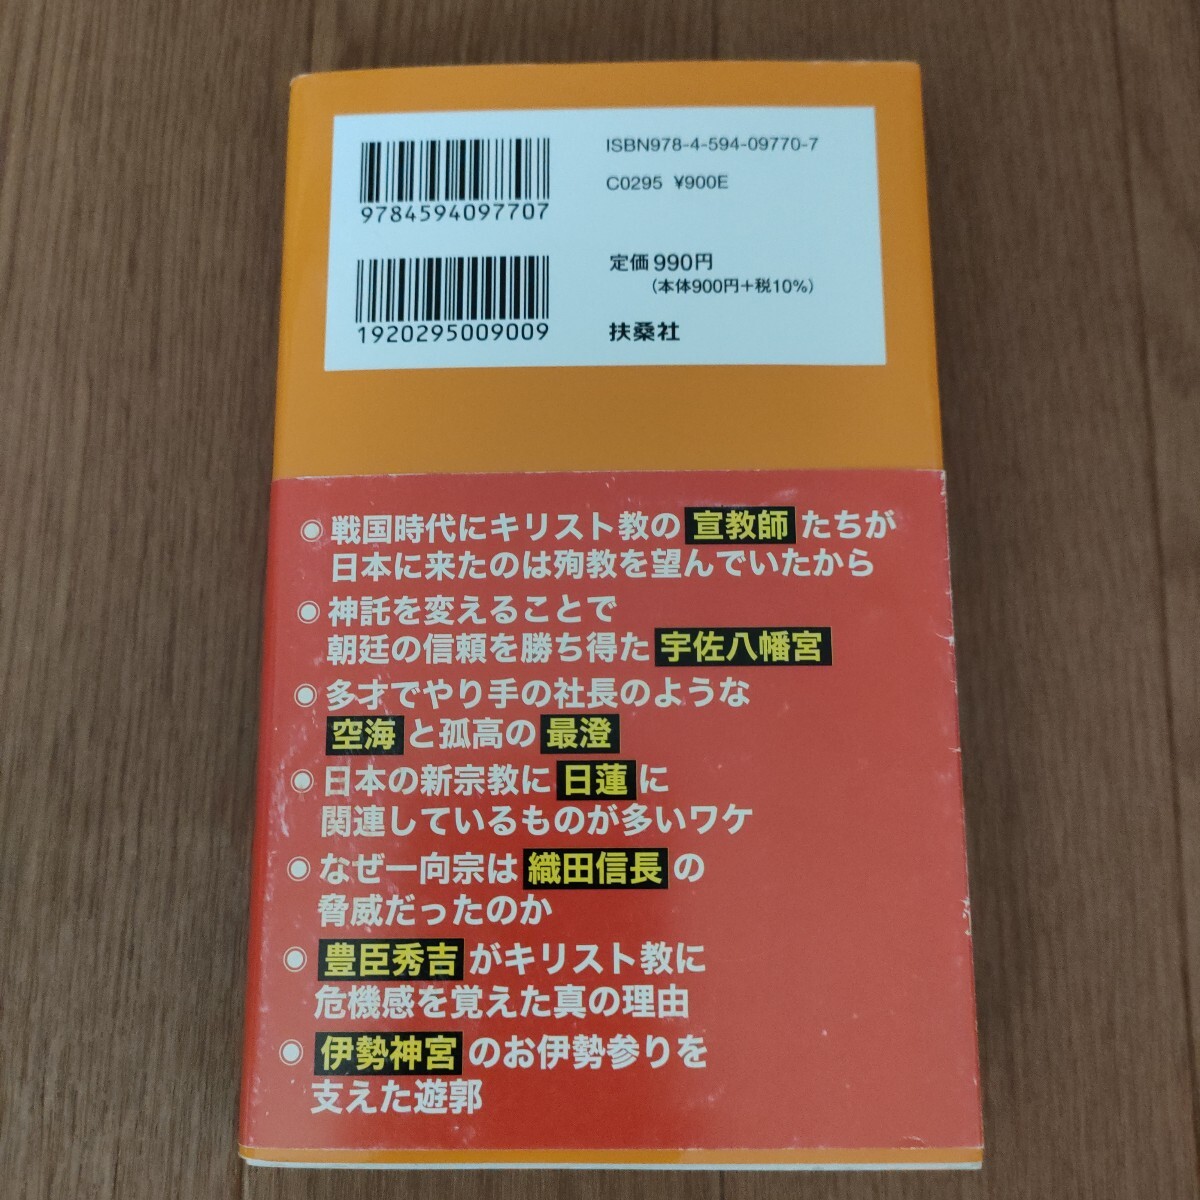 ISBN978-4-594-09770-7
C0295 ¥900E
9784594097707
定価990円
(本体900円+税10%)
1920295009009
扶桑社
◉戦国時代にキリスト教の宣教師たちが
日本に来たのは殉教を望んでいたから
◉神託を変えることで
朝廷の信頼を勝ち得た宇佐八幡宮
◉多才でやり手の社長のような
空海と孤高の最澄
◉日本の新宗教に日蓮に
関連しているものが多いワケ
◉なぜ一向宗は織田信長の
脅威だったのか
◉豊臣秀吉がキリスト教に
危機感を覚えた真の理由
◉伊勢神宮のお伊勢参りを
支えた遊郭